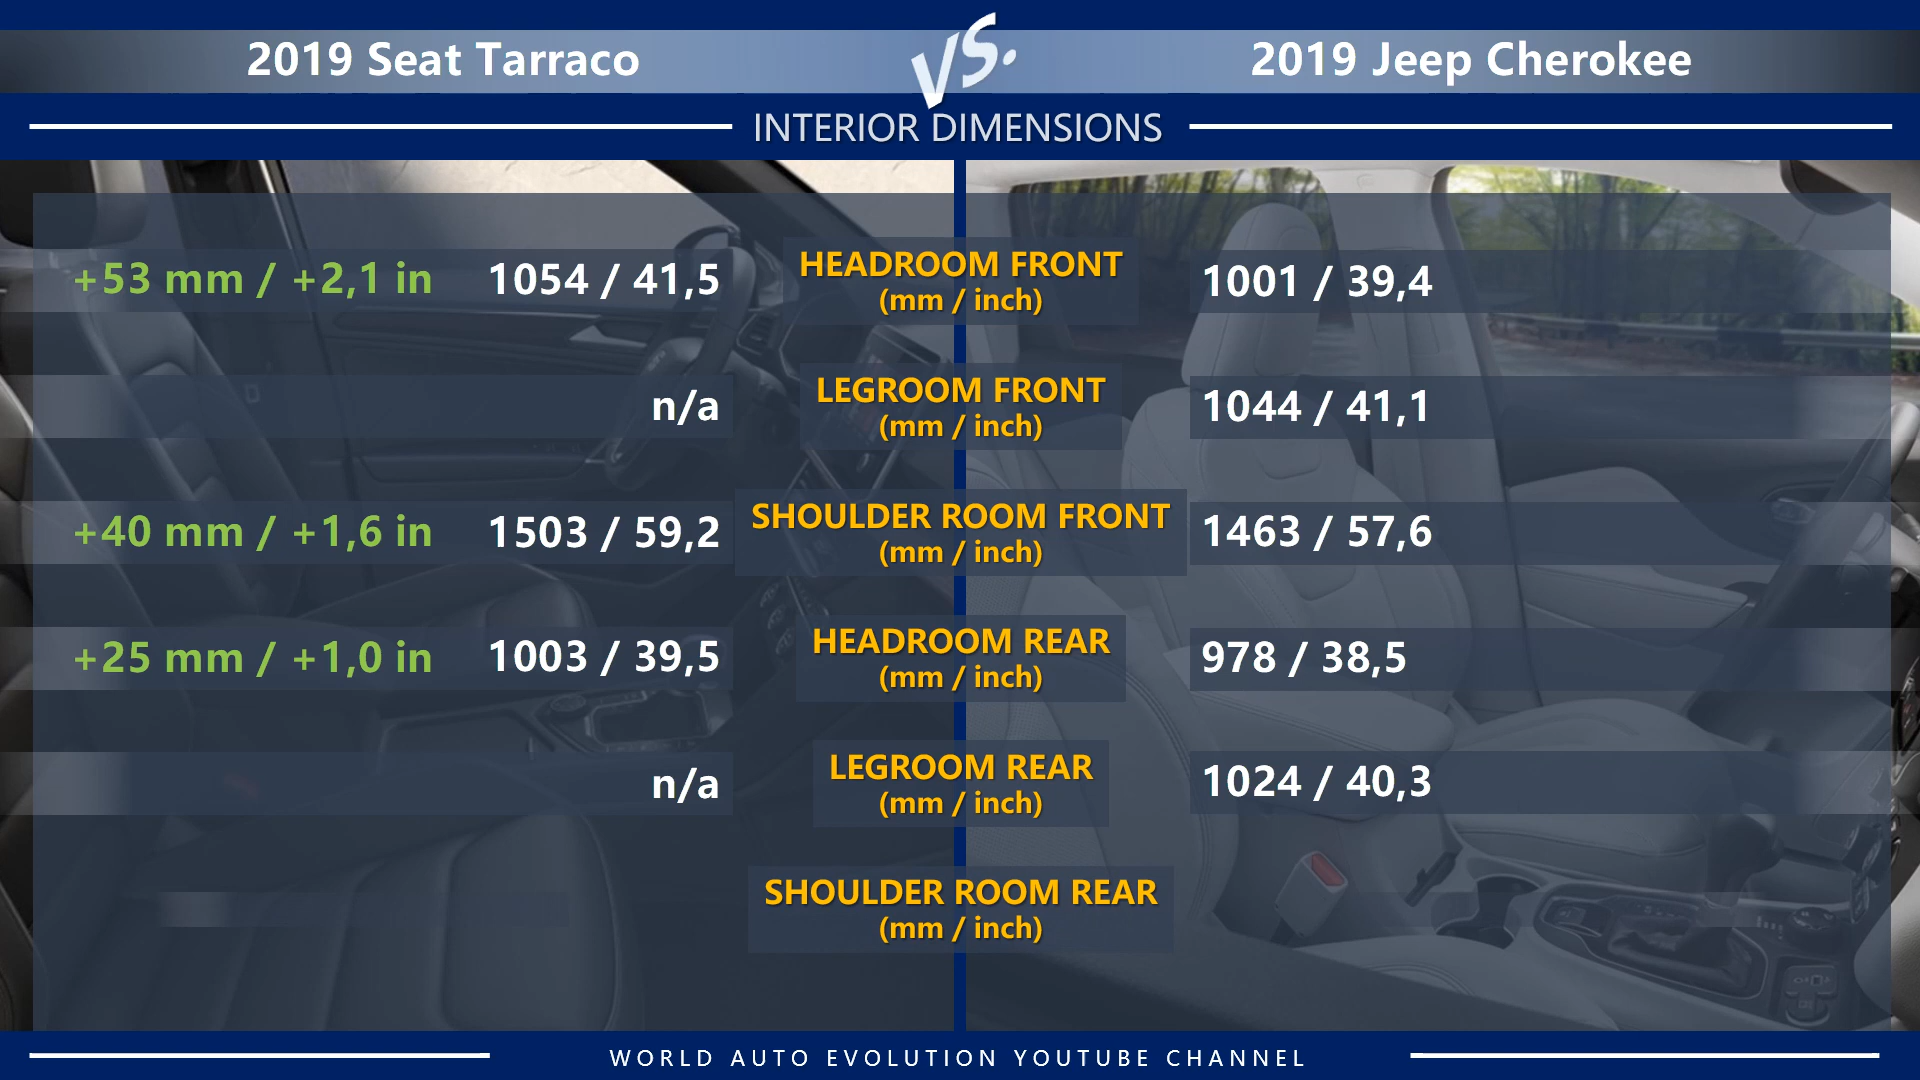 2019 Seat Tarraco
VS.
2019 Jeep Cherokee
INTERIOR DIMENSIONS
+53 mm / +2,1 in
1054 / 41,5
HEADROOM FRONT
(mm / inch)
1001 / 39,4
n/a
LEGROOM FRONT
(mm / inch)
1044 / 41,1
+40 mm / +1,6 in
1503 / 59,2
SHOULDER ROOM FRONT
(mm / inch)
1463 / 57,6
+25 mm / +1,0 in
1003 / 39,5
HEADROOM REAR
(mm / inch)
978 / 38,5
n/a
LEGROOM REAR
(mm / inch)
1024 / 40,3
SHOULDER ROOM REAR
(mm / inch)
WORLD AUTO EVOLUTION YOUTUBE CHANNEL